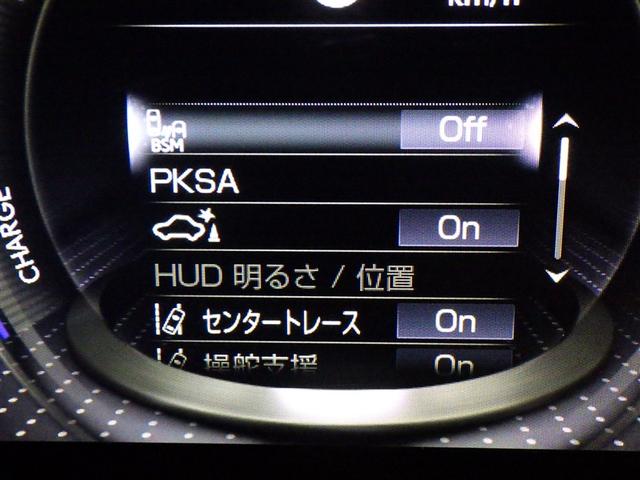 km/h
BSM Off
PKSA
On
HUD 明るさ / 位置
センタートレース On
操舵支援 On
CHARGE